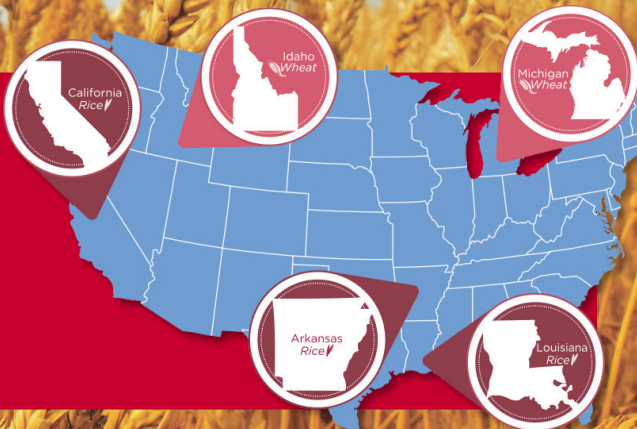 California
Rice
Idaho
Wheat
Michigan
Wheat
Arkansas
Rice
Louisiana
Rice